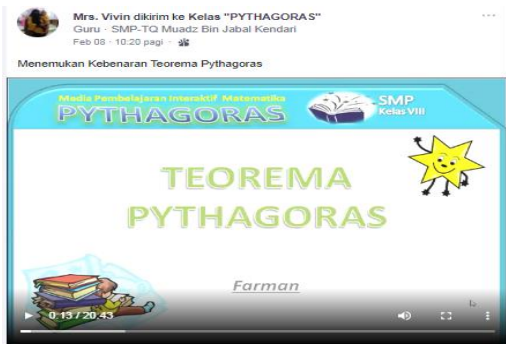 Mrs. Vivin dikirim ke Kelas "PYTHAGORAS"
Guru · SMP-TQ Muadz Bin Jabal Kendari
Feb 08 · 10:20 pagi ·
Menemukan Kebenaran Teorema Pythagoras
Media Pembelajaran Interaktif Matematika
PYTHAGORAS
SMP
Kelas VIII
TEOREMA
PYTHAGORAS
Farman
0:13 / 20:43